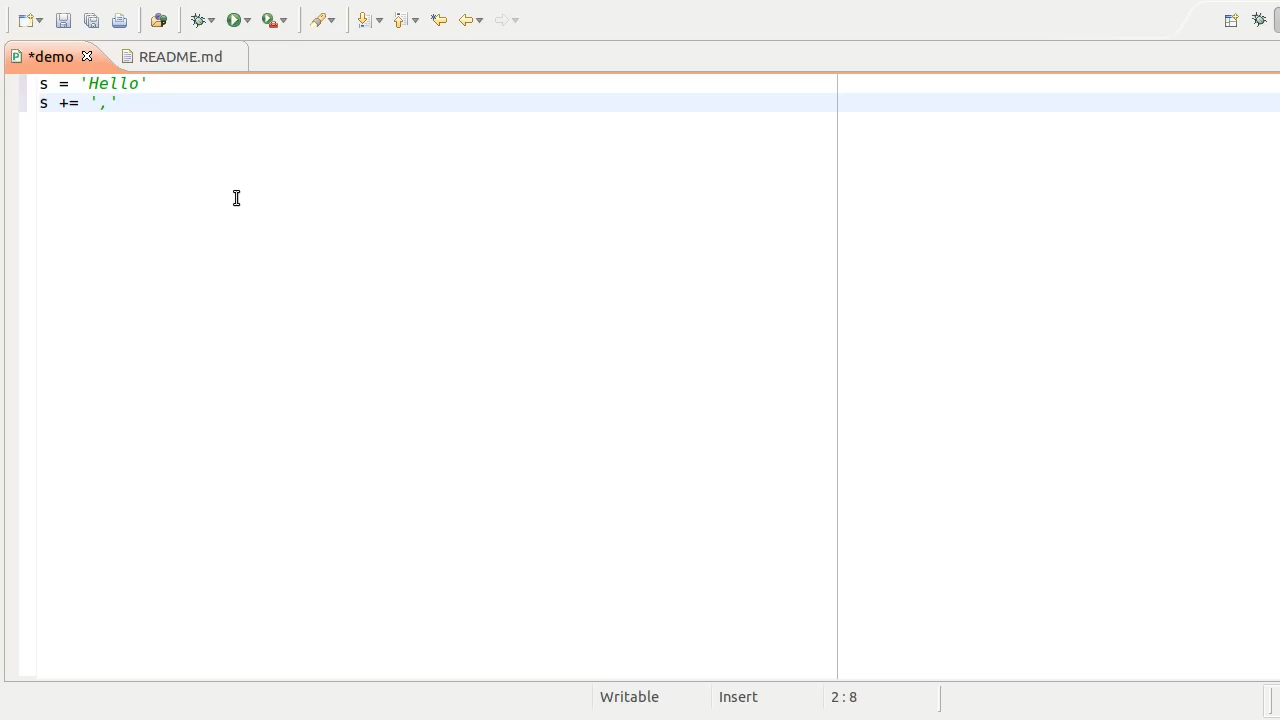 *demo README.md
s = 'Hello'
s += ','
Writable Insert 2 : 8